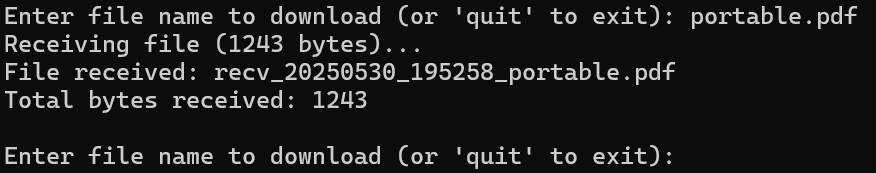 Enter file name to download (or 'quit' to exit): portable.pdf
Receiving file (1243 bytes)...
File received: recv_20250530_195258_portable.pdf
Total bytes received: 1243
Enter file name to download (or 'quit' to exit):